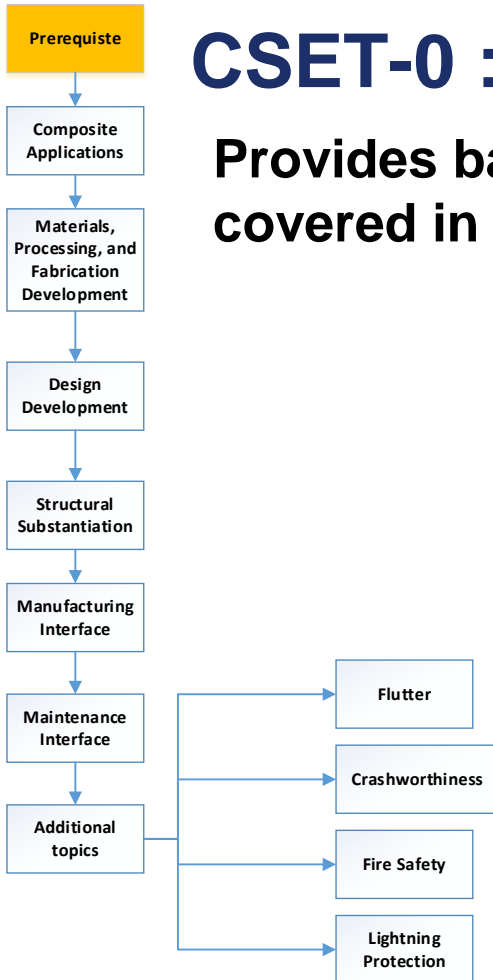 Prerequiste
CSET-0 :
Provides ba
covered in
Composite
Applications
Materials,
Processing, and
Fabrication
Development
Design
Development
Structural
Substantiation
Manufacturing
Interface
Maintenance
Interface
Additional
topics
Flutter
Crashworthiness
Fire Safety
Lightning
Protection